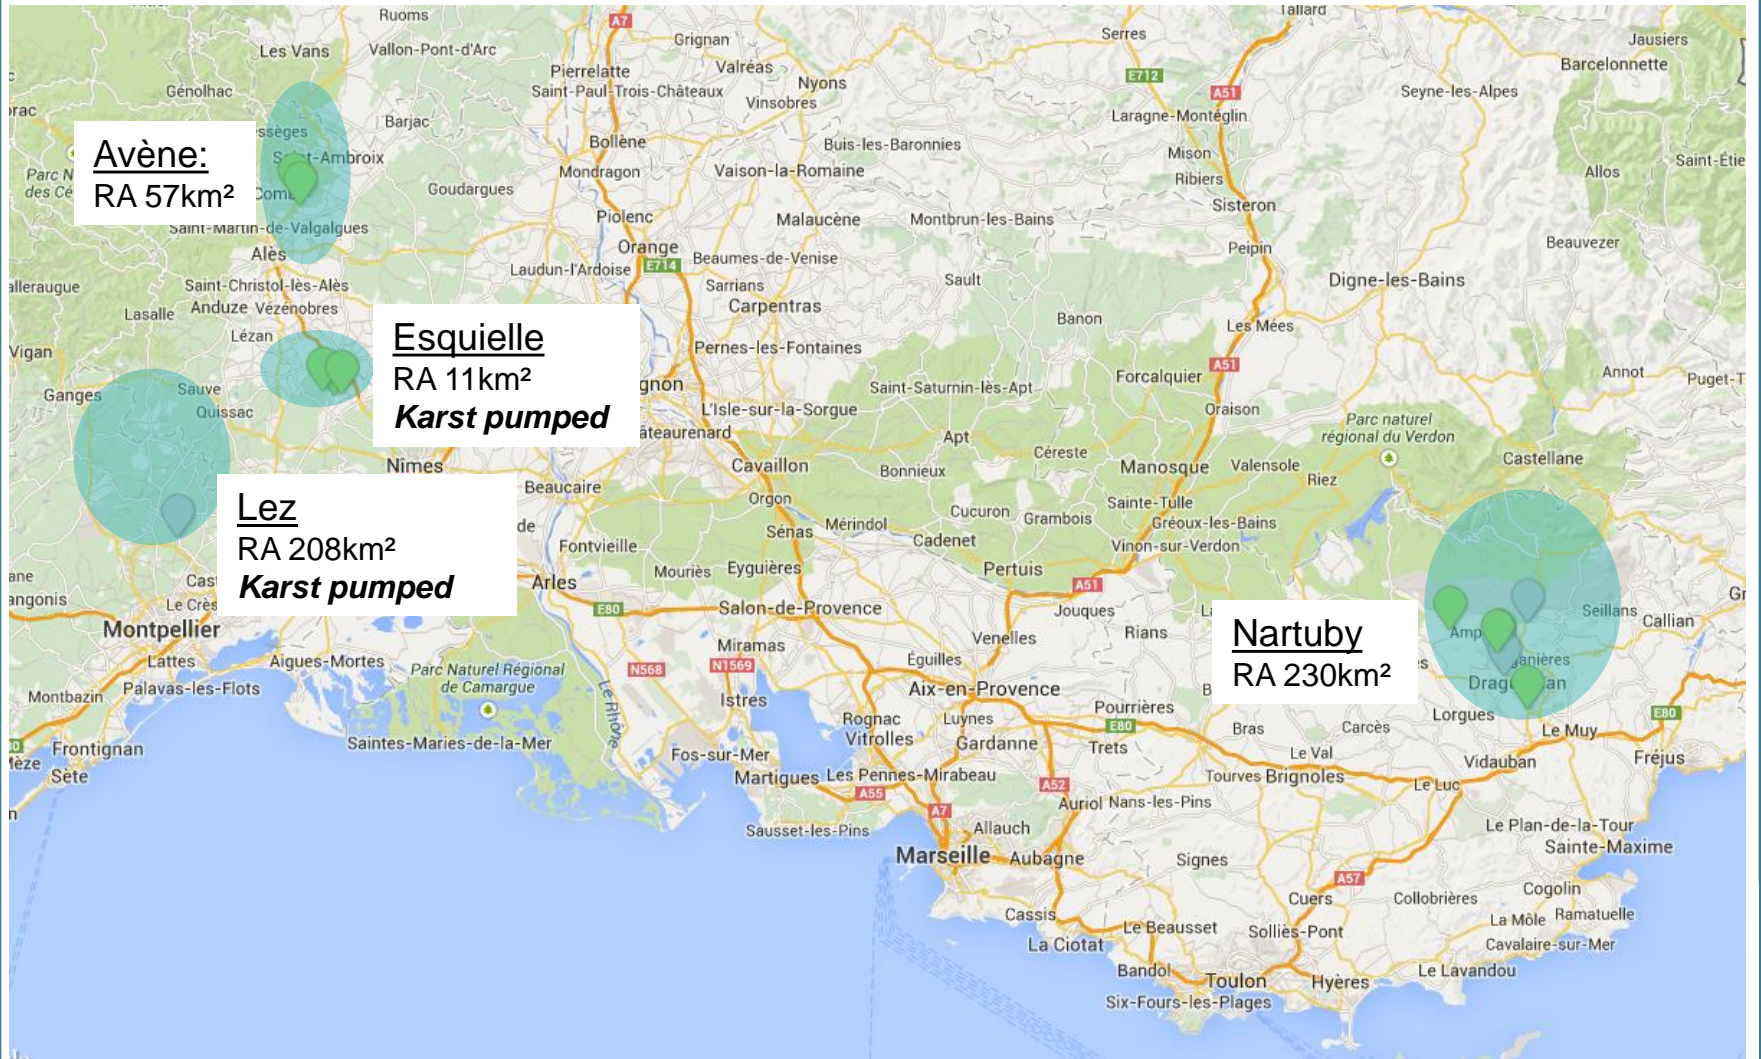 Ruoms
A7
Tallard
Les Vans
Vallon-Pont-d'Arc
Grignan
Serres
Jausiers
Pierrelatte
Valréas
Nyons
E712
Barcelonnette
Génolhac
Saint-Paul-Trois-Châteaux
Vinsobres
A51
Seyne-les-Alpes
Barjac
Laragne-Montéglin
Bollène
Buis-les-Baronnies
Mison
Avène:
RA 57km²
Mondragon
Vaison-la-Romaine
Ribiers
Allos
Goudargues
Sisteron
Piolenc
Malaucène
Montbrun-les-Bains
Saint-Martin-de-Valgalgues
Alès
Orange
E714
Beaumes-de-Venise
Peipin
Beauvezer
Laudun-l'Ardoise
Sarrians
Sault
Digne-les-Bains
Saint-Christol-lès-Alès
Anduze
Vézénobres
Lasalle
Carpentras
Banon
Les Mées
Lézan
Esquielle
RA 11km²
Karst pumped
Pernes-les-Fontaines
A51
Vigan
Ganges
Sauve
Quissac
Saint-Saturnin-lès-Apt
Forcalquier
Annot
L'Isle-sur-la-Sorgue
Oraison
Parc naturel
régional du Verdon
Apt
Céreste
Manosque
Valensole
Castellane
Nîmes
Cavaillon
Bonnieux
Riez
Beaucaire
Orgon
Sainte-Tulle
Lez
RA 208km²
Karst pumped
Cucuron
Grambois
Gréoux-les-Bains
Sénas
Mérindol
Cadenet
Vinon-sur-Verdon
Fontvieille
Mouriès
Eyguières
Pertuis
Arles
A51
E80
Salon-de-Provence
Jouques
Seillans
Callian
Montpellier
Miramas
Venelles
Rians
Nartuby
RA 230km²
Lattes
Aigues-Mortes
Parc Naturel Régional
de Camargue
N568
N1569
Éguilles
Montbazin
Palavas-les-Flots
Le Rhône
Istres
Aix-en-Provence
Pourrières
Lorgues
E80
Rognac
Luynes
E80
Bras
Carcès
Le Muy
Frontignan
Saintes-Maries-de-la-Mer
Vitrolles
Gardanne
Trets
Le Val
Vidauban
Fréjus
Sète
Fos-sur-Mer
Martigues
Les Pennes-Mirabeau
A52
Tourves
Brignoles
Le Luc
A55
A7
Auriol
Nans-les-Pins
Sausset-les-Pins
Allauch
Le Plan-de-la-Tour
Marseille
Aubagne
Signes
Sainte-Maxime
A57
Cuers
Collobrières
Cogolin
Cassis
Le Beausset
Solliès-Pont
La Môle
Ramatuelle
La Ciotat
Cavalaire-sur-Mer
Bandol
Toulon
Hyères
Le Lavandou
Six-Fours-les-Plages